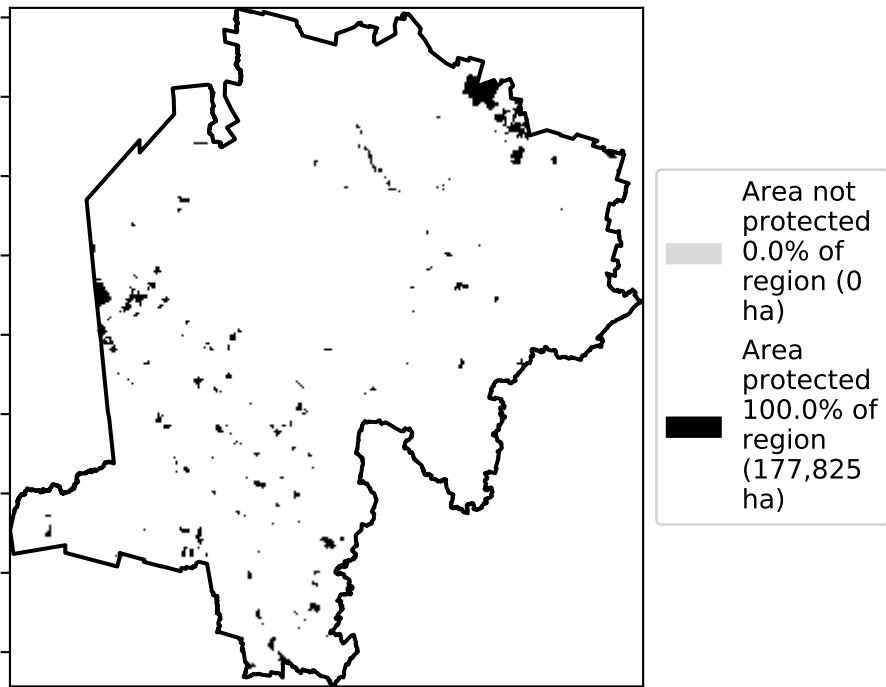 Area not
protected
0.0% of
region (0
ha)
Area
protected
100.0% of
region
(177,825
ha)